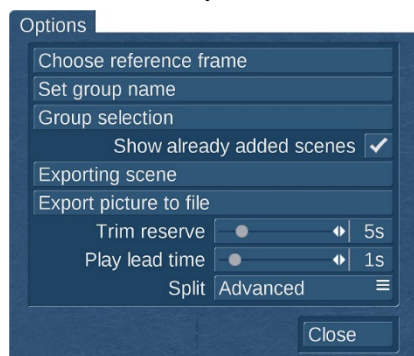 Options
Choose reference frame
Set group name
Group selection
Show already added scenes
Exporting scene
Export picture to file
Trim reserve 5s
Play lead time 1s
Split Advanced
Close